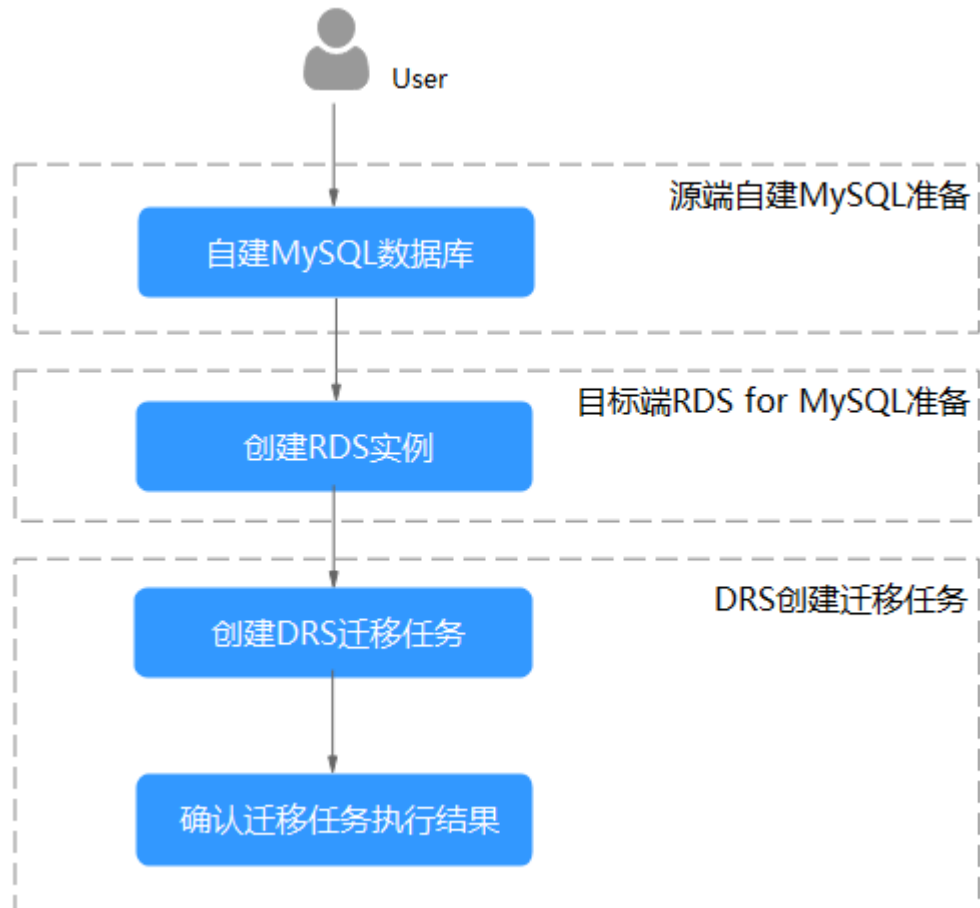 User
源端自建MySQL准备
自建MySQL数据库
目标端RDS for MySQL准备
创建RDS实例
DRS创建迁移任务
创建DRS迁移任务
确认迁移任务执行结果